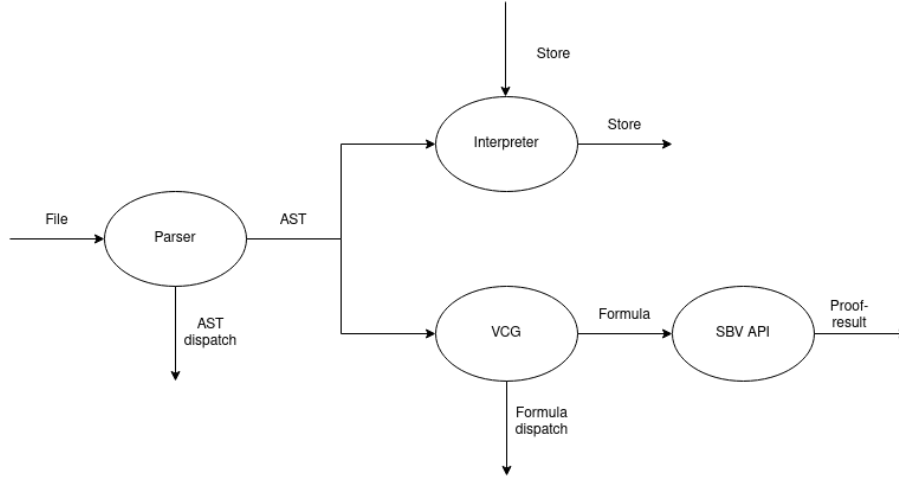 Store
Interpreter
Store
File
Parser
AST
AST
dispatch
VCG
Formula
SBV API
Proof-
result
Formula
dispatch